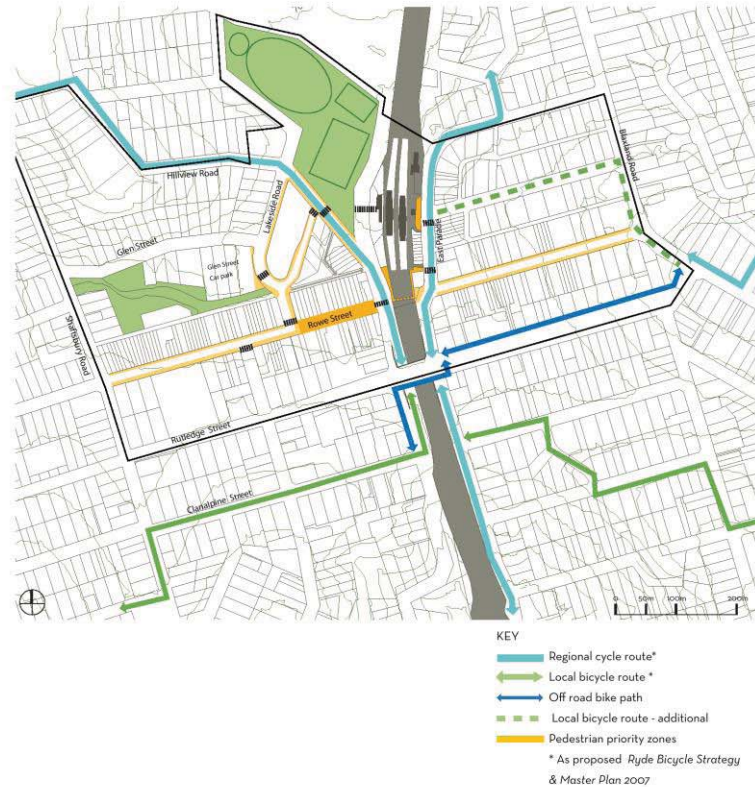 Hillview Road
Lakeside Road
Blaxland Road
East Parade
Glen Street
Glen Street
Car park
Shaftsbury Road
Rowe Street
Rutledge Street
Clanalpine Street
0 50m 100m 200m
KEY
Regional cycle route*
Local bicycle route *
Off road bike path
Local bicycle route - additional
Pedestrian priority zones
* As proposed Ryde Bicycle Strategy
& Master Plan 2007